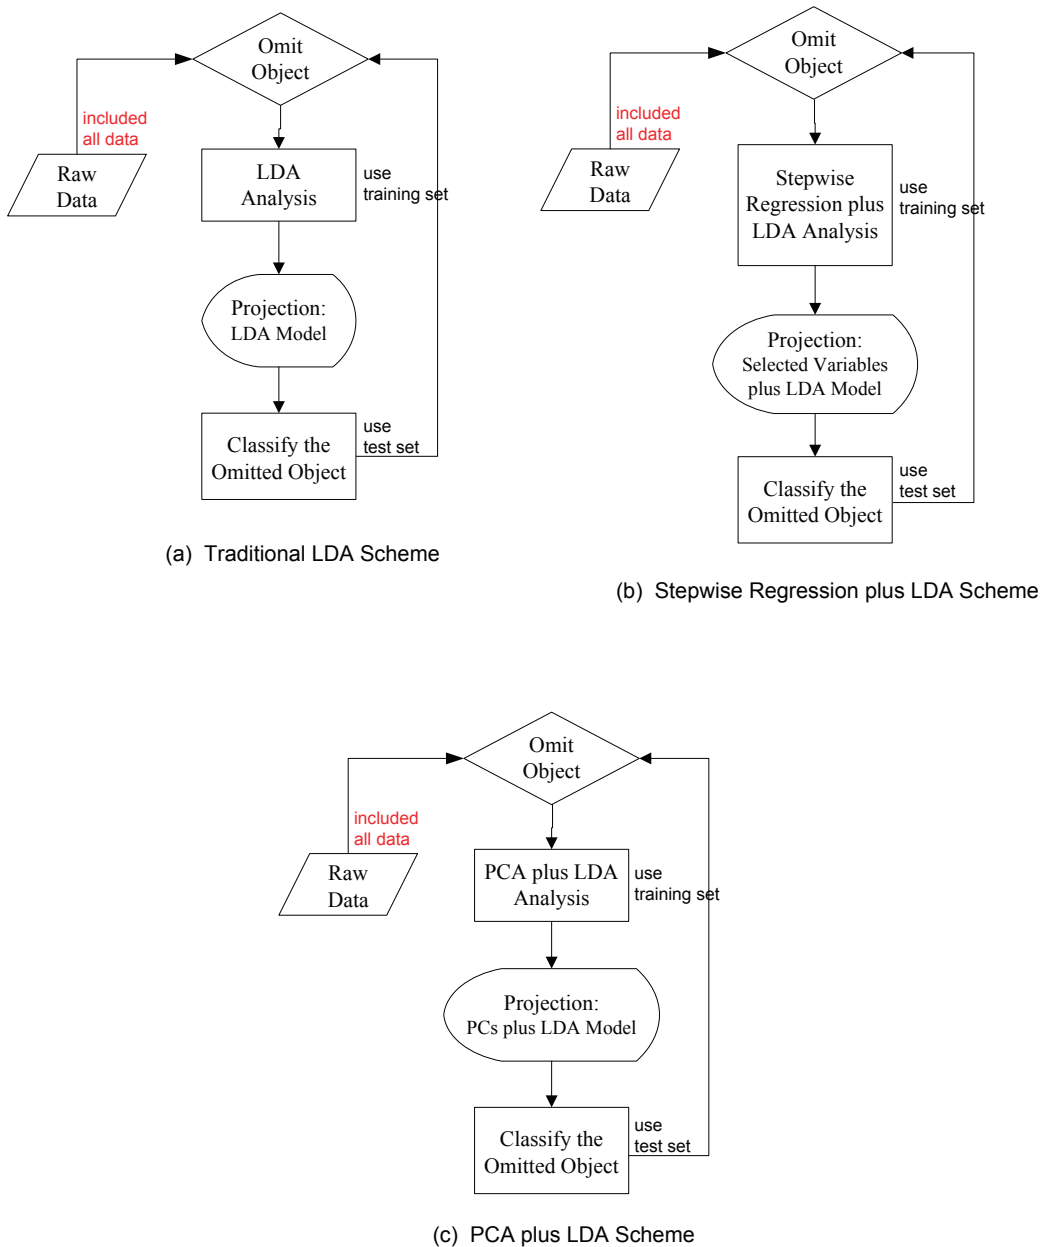 Omit
Object
included
all data
Raw
Data
LDA
Analysis
use
training set
Projection:
LDA Model
Classify the
Omitted Object
use
test set
(a) Traditional LDA Scheme
Omit
Object
included
all data
Raw
Data
Stepwise
Regression plus
LDA Analysis
use
training set
Projection:
Selected Variables
plus LDA Model
Classify the
Omitted Object
use
test set
(b) Stepwise Regression plus LDA Scheme
Omit
Object
included
all data
Raw
Data
PCA plus LDA
Analysis
use
training set
Projection:
PCs plus LDA Model
Classify the
Omitted Object
use
test set
(c) PCA plus LDA Scheme